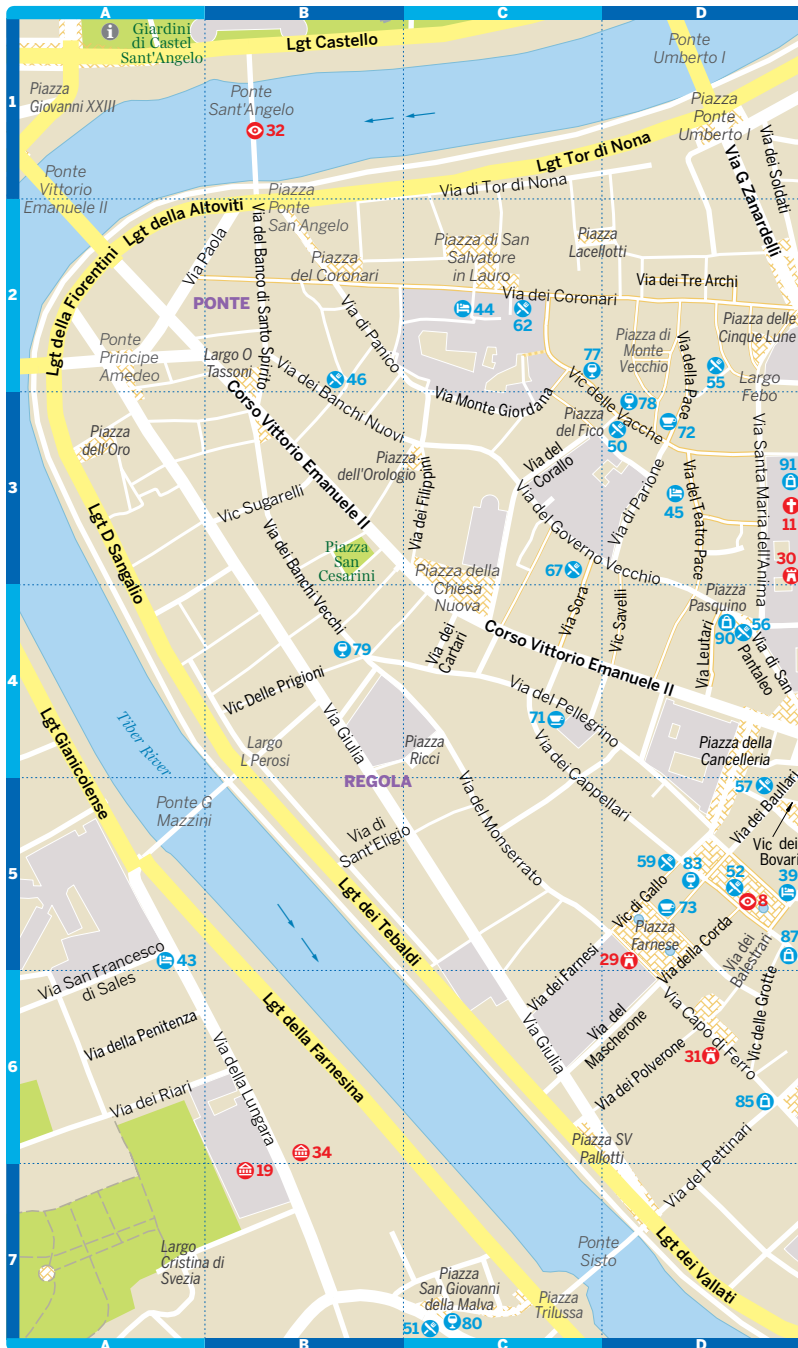 A
B
C
D
1
2
3
4
5
6
7
i
Giardini
di Castel
Sant'Angelo
Lgt Castello
Ponte
Umberto I
Piazza
Giovanni XXIII
Ponte
Sant'Angelo
32
Piazza
Ponte
Umberto I
Via dei Soldati
Via G Zanardelli
Lgt Tor di Nona
Via di Tor di Nona
Ponte
Vittorio
Emanuele II
Lgt della Altoviti
Piazza
Ponte
San Angelo
Lgt della Fiorentini
Via Paola
Via del Banco di Santo Spirito
Piazza
del Coronari
Piazza di San
Salvatore
in Lauro
Piazza
Lacellotti
Via dei Tre Archi
PONTE
Via di Panico
44
62
Via dei Coronari
Piazza delle
Cinque Lune
Ponte
Principe
Amedeo
Largo O
Tassoni
46
Via dei Banchi Nuovi
77
Piazza di
Monte
Vecchio
Via della Pace
55
Largo
Febo
Via Monte Giordana
Vic delle Vacche
78
72
Piazza
del Fico
50
Piazza
dell'Oro
Corso Vittorio Emanuele II
Piazza
dell'Orologio
Via dei Filippini
Via del
Corallo
Via di Parione
45
Via del Teatro Pace
Via Santa Maria dell'Anima
91
11
30
Lgt D Sangallo
Vic Sugarelli
Via dei Banchi Vecchi
Piazza
San
Cesarini
Piazza della
Chiesa
Nuova
Via del Governo Vecchio
67
Via Sora
Vic Savelli
Piazza
Pasquino
56
90
Via Leutari
Via di San
Pantaleo
79
Via dei
Cartari
Corso Vittorio Emanuele II
Vic Delle Prigioni
Via Giulia
Via del Pellegrino
71
Via dei Cappellari
Tiber River
Lgt Gianicolense
Largo
L Perosi
Piazza
Ricci
REGOLA
Piazza della
Cancelleria
57
Via dei Baullari
Vic dei
Bovari
Ponte G
Mazzini
Via di
Sant'Eligio
Via del Monserrato
59
83
52
8
39
Vic di Gallo
73
Lgt dei Tebaldi
Piazza
Farnese
Via della Corda
Via dei
Balestrari
87
43
Via San Francesco
di Sales
29
Via dei Farnesi
Vic delle Grotte
Via Capo di Ferro
Via del
Mascherone
Via della Penitenza
Lgt della Farnesina
Via Giulia
31
Via dei Polverone
Via dei Riari
Via della Lungara
85
34
19
Piazza SV
Pallotti
Via del Pettinari
Largo
Cristina di
Svezia
Ponte
Sisto
Lgt dei Vallati
Piazza
San Giovanni
della Malva
Piazza
Trilussa
51
80
A
B
C
D